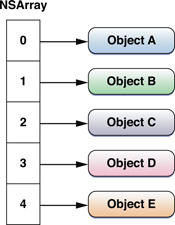 NSArray
0 Object A
1 Object B
2 Object C
3 Object D
4 Object E